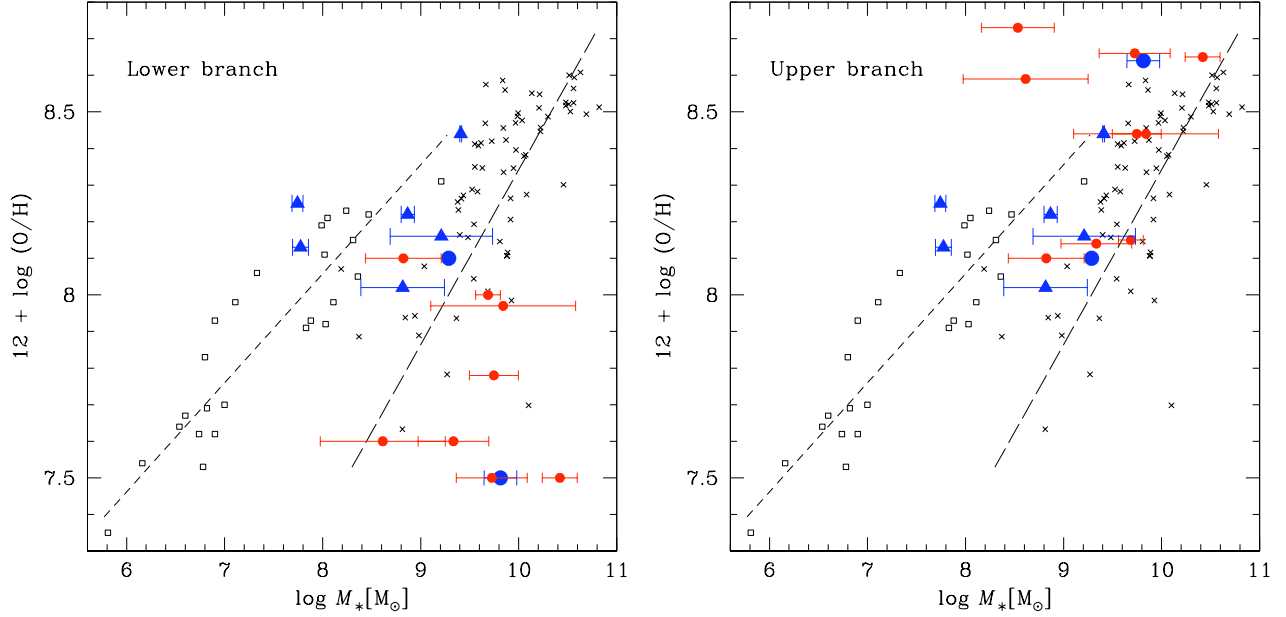 Lower branch
8.5
8
7.5
12 + log (O/H)
6 7 8 9 10 11
log M*[M⊙]
Upper branch
8.5
8
7.5
12 + log (O/H)
6 7 8 9 10 11
log M*[M⊙]